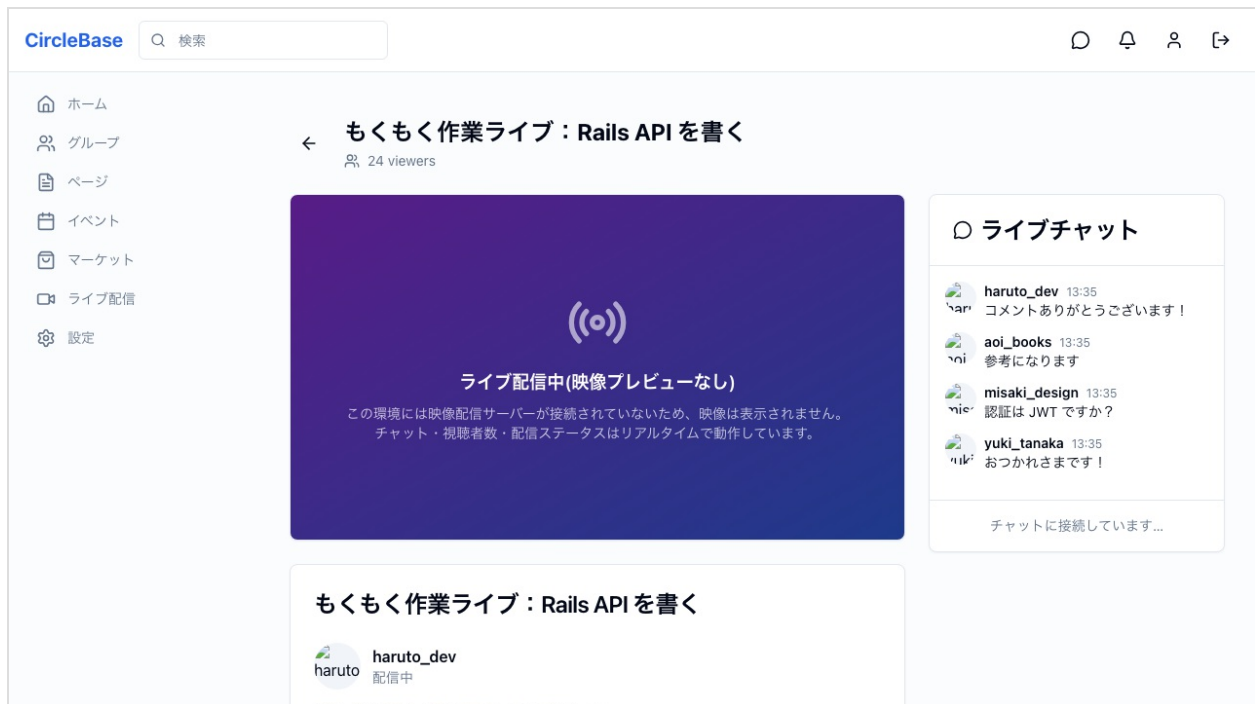 CircleBase
検索
ホーム
グループ
ページ
イベント
マーケット
ライブ配信
設定
もくもく作業ライブ：Rails API を書く
24 viewers
ライブ配信中(映像プレビューなし)
この環境には映像配信サーバーが接続されていないため、映像は表示されません。
チャット・視聴者数・配信ステータスはリアルタイムで動作しています。
もくもく作業ライブ：Rails API を書く
haruto
haruto_dev
配信中
ライブチャット
haruto_dev 13:35
コメントありがとうございます！
aoi_books 13:35
参考になります
misaki_design 13:35
認証は JWT ですか？
yuki_tanaka 13:35
おつかれさまです！
チャットに接続しています...